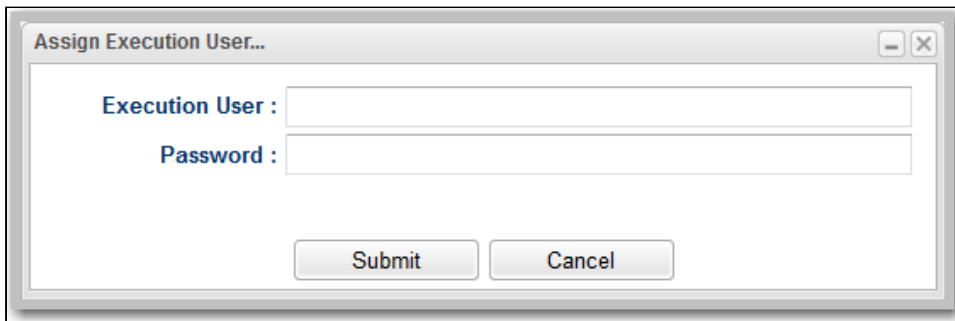 Assign Execution User...
Execution User :
Password :
Submit Cancel